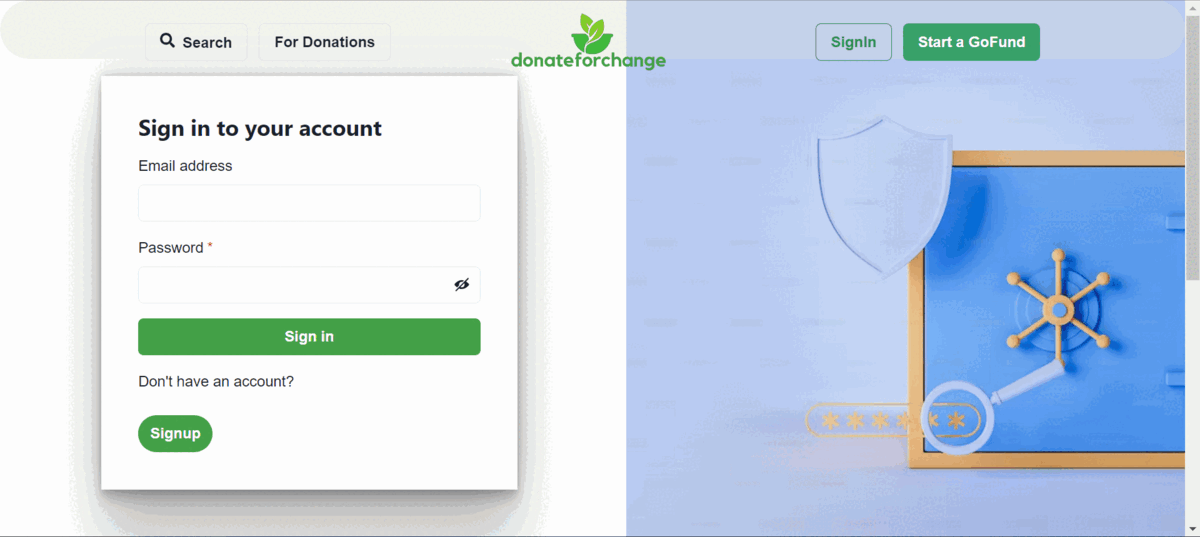 Search
For Donations
donateforchange
SignIn
Start a GoFund
Sign in to your account
Email address
Password *
Sign in
Don't have an account?
Signup
*****